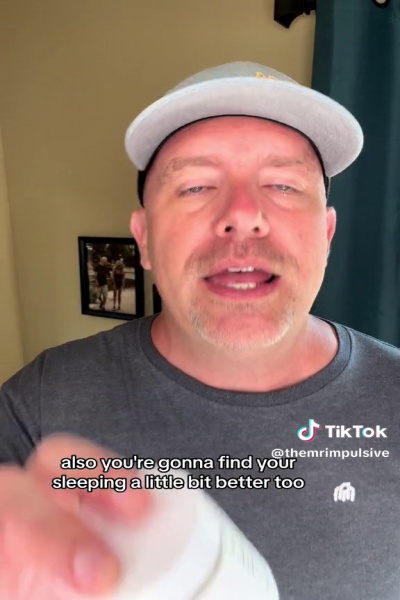 TikTok
@themrimpulsive
also you're gonna find your
sleeping a little bit better too